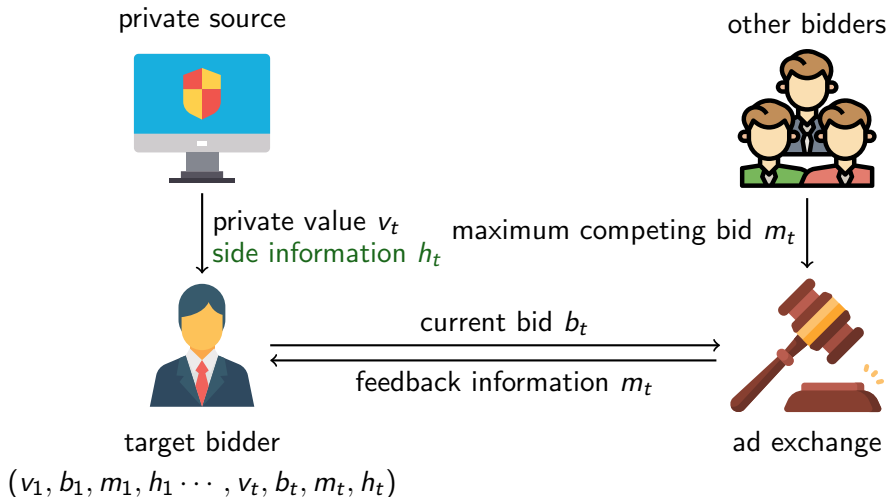 private source
other bidders
private value v_t
side information h_t
maximum competing bid m_t
current bid b_t
feedback information m_t
target bidder
ad exchange
(v_1, b_1, m_1, h_1 ⋯ , v_t, b_t, m_t, h_t)